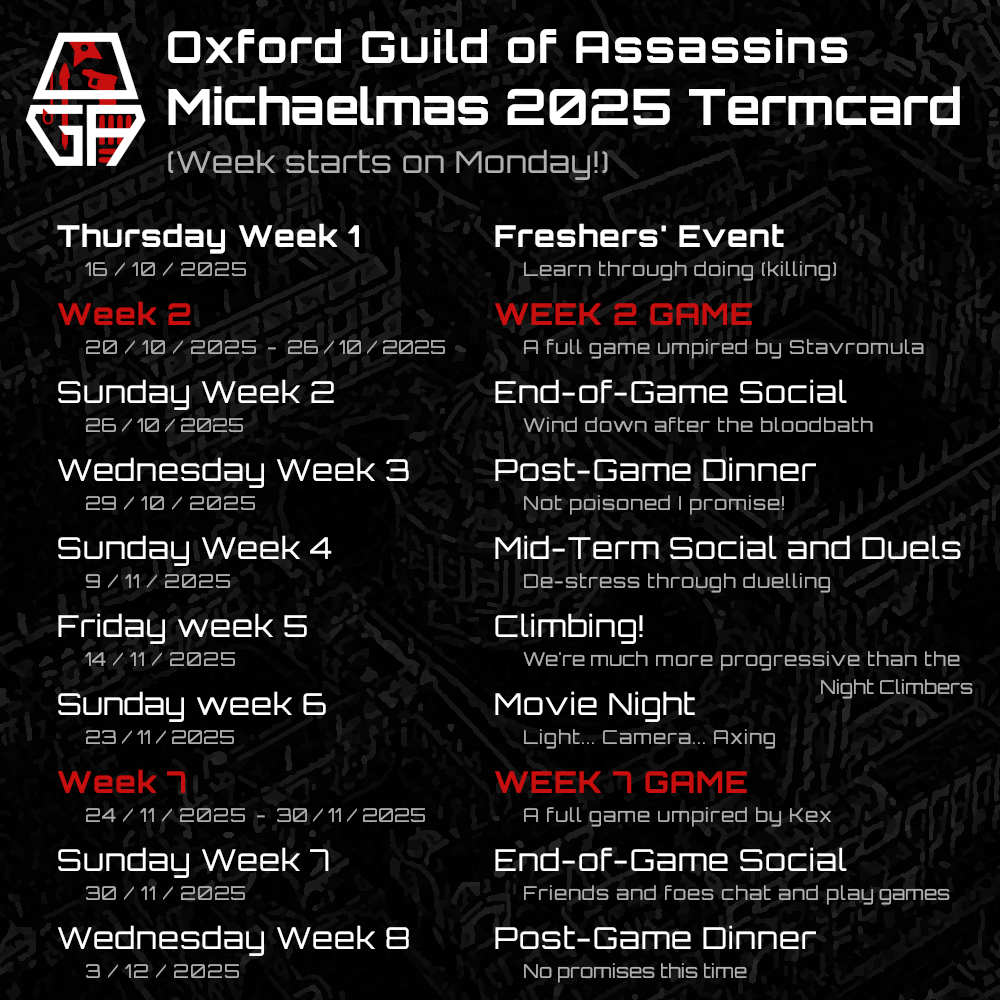 GA
Oxford Guild of Assassins
Michaelmas 2025 Termcard
(Week starts on Monday!)
Thursday Week 1
16 / 10 / 2025
Freshers' Event
Learn through doing (killing)
Week 2
20 / 10 / 2025 - 26 / 10 / 2025
WEEK 2 GAME
A full game umpired by Stavromula
Sunday Week 2
26 / 10 / 2025
End-of-Game Social
Wind down after the bloodbath
Wednesday Week 3
29 / 10 / 2025
Post-Game Dinner
Not poisoned I promise!
Sunday Week 4
9 / 11 / 2025
Mid-Term Social and Duels
De-stress through duelling
Friday week 5
14 / 11 / 2025
Climbing!
We're much more progressive than the
Night Climbers
Sunday week 6
23 / 11 / 2025
Movie Night
Light... Camera... Axing
Week 7
24 / 11 / 2025 - 30 / 11 / 2025
WEEK 7 GAME
A full game umpired by Kex
Sunday Week 7
30 / 11 / 2025
End-of-Game Social
Friends and foes chat and play games
Wednesday Week 8
3 / 12 / 2025
Post-Game Dinner
No promises this time